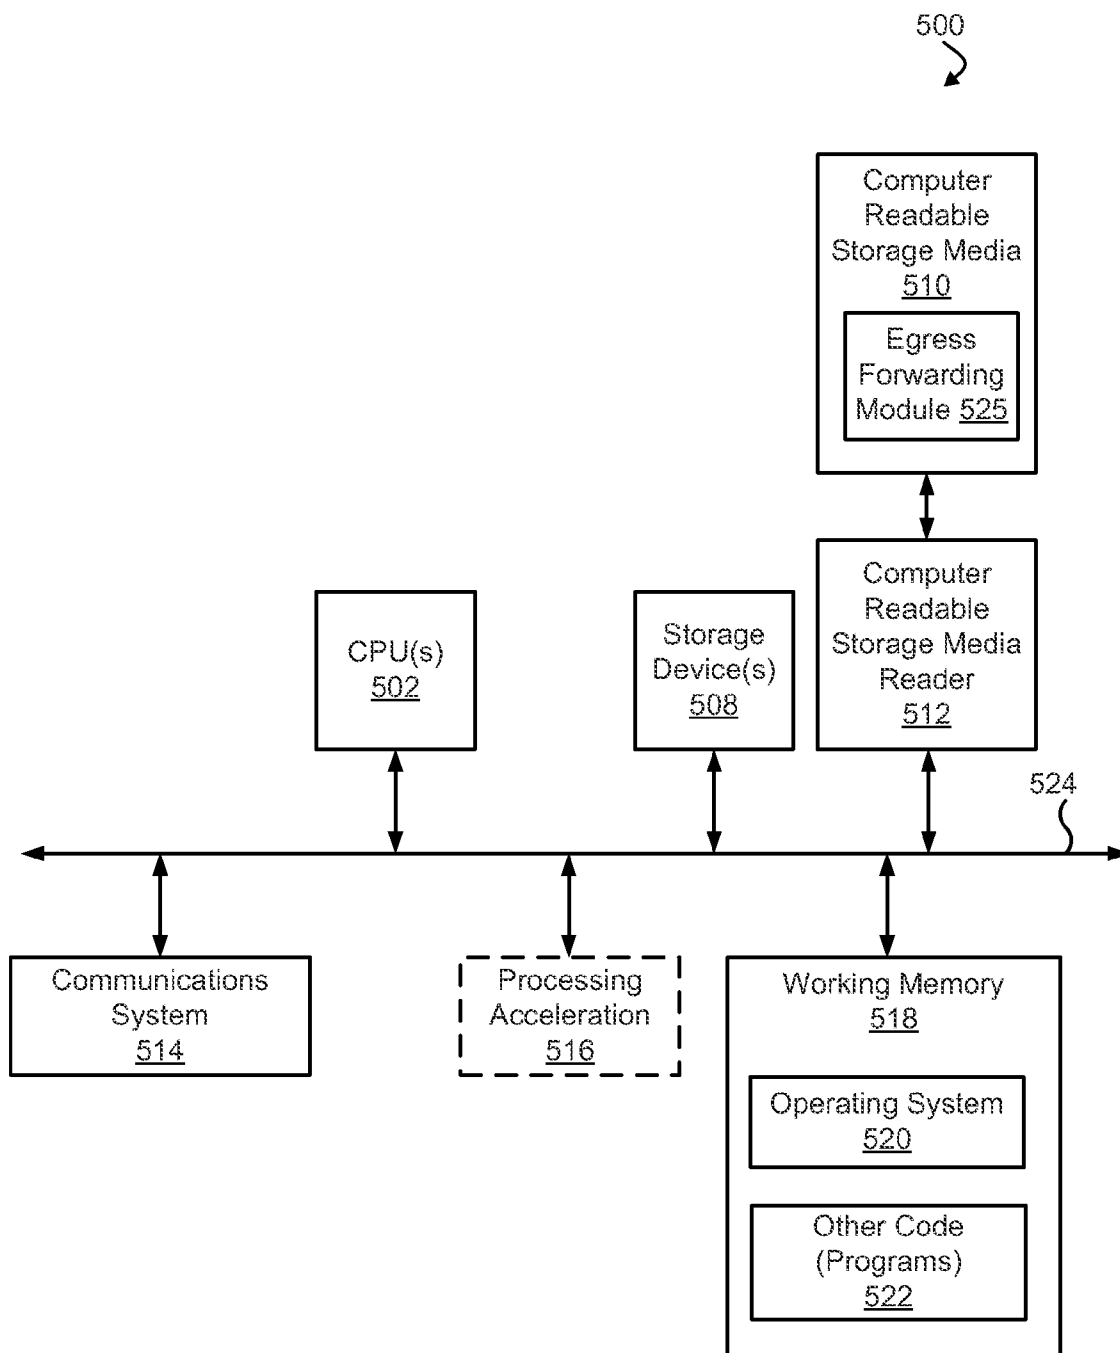 500
Computer
Readable
Storage Media
510
Egress
Forwarding
Module 525
Computer
Readable
Storage Media
Reader
512
CPU(s)
502
Storage
Device(s)
508
524
Communications
System
514
Processing
Acceleration
516
Working Memory
518
Operating System
520
Other Code
(Programs)
522